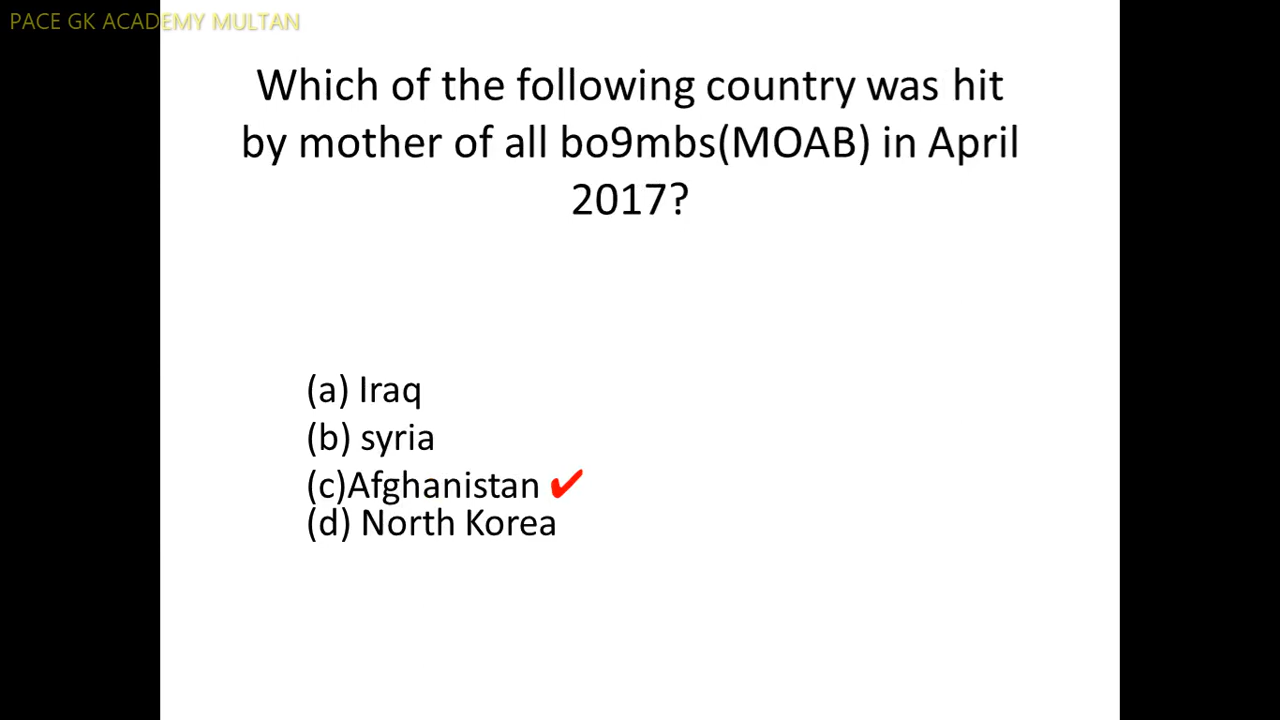 PACE GK ACADEMY MULTAN
Which of the following country was hit
by mother of all bo9mbs(MOAB) in April
2017?
(a) Iraq
(b) syria
(c)Afghanistan ✔
(d) North Korea